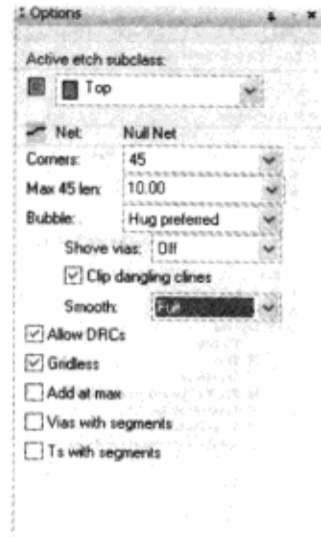 Options
Active etch subclass:
Top
Net: Null Net
Corners: 45
Max 45 len: 10.00
Bubble: Hug preferred
Shove vias: Off
Clip dangling clines
Smooth: Full
Allow DRCs
Gridless
Add at max
Vias with segments
Ts with segments